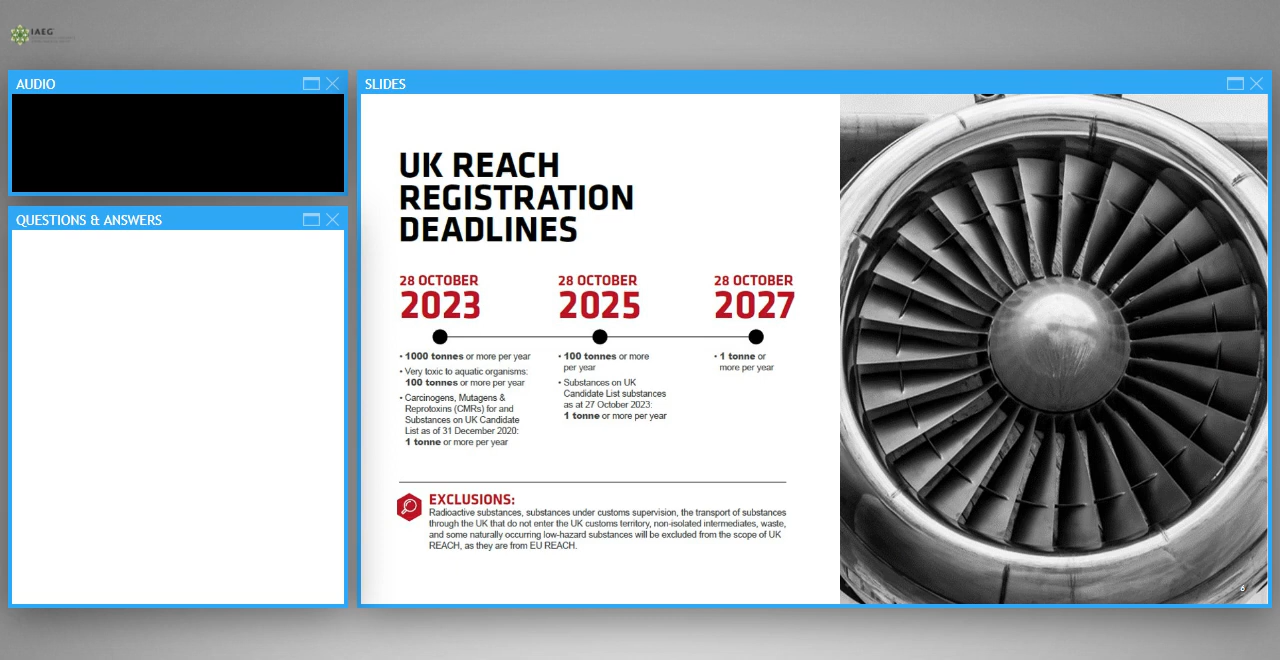 IAEG
AUDIO
SLIDES
QUESTIONS & ANSWERS
UK REACH
REGISTRATION
DEADLINES
28 OCTOBER
2023
• 1000 tonnes or more per year
• Very toxic to aquatic organisms:
100 tonnes or more per year
• Carcinogens, Mutagens &
Reprotoxins (CMRs) for and
Substances on UK Candidate
List as of 31 December 2020:
1 tonne or more per year
28 OCTOBER
2025
• 100 tonnes or more
per year
• Substances on UK
Candidate List substances
as at 27 October 2023:
1 tonne or more per year
28 OCTOBER
2027
• 1 tonne or
more per year
EXCLUSIONS:
Radioactive substances, substances under customs supervision, the transport of substances
through the UK that do not enter the UK customs territory, non-isolated intermediates, waste,
and some naturally occurring low-hazard substances will be excluded from the scope of UK
REACH, as they are from EU REACH.
6